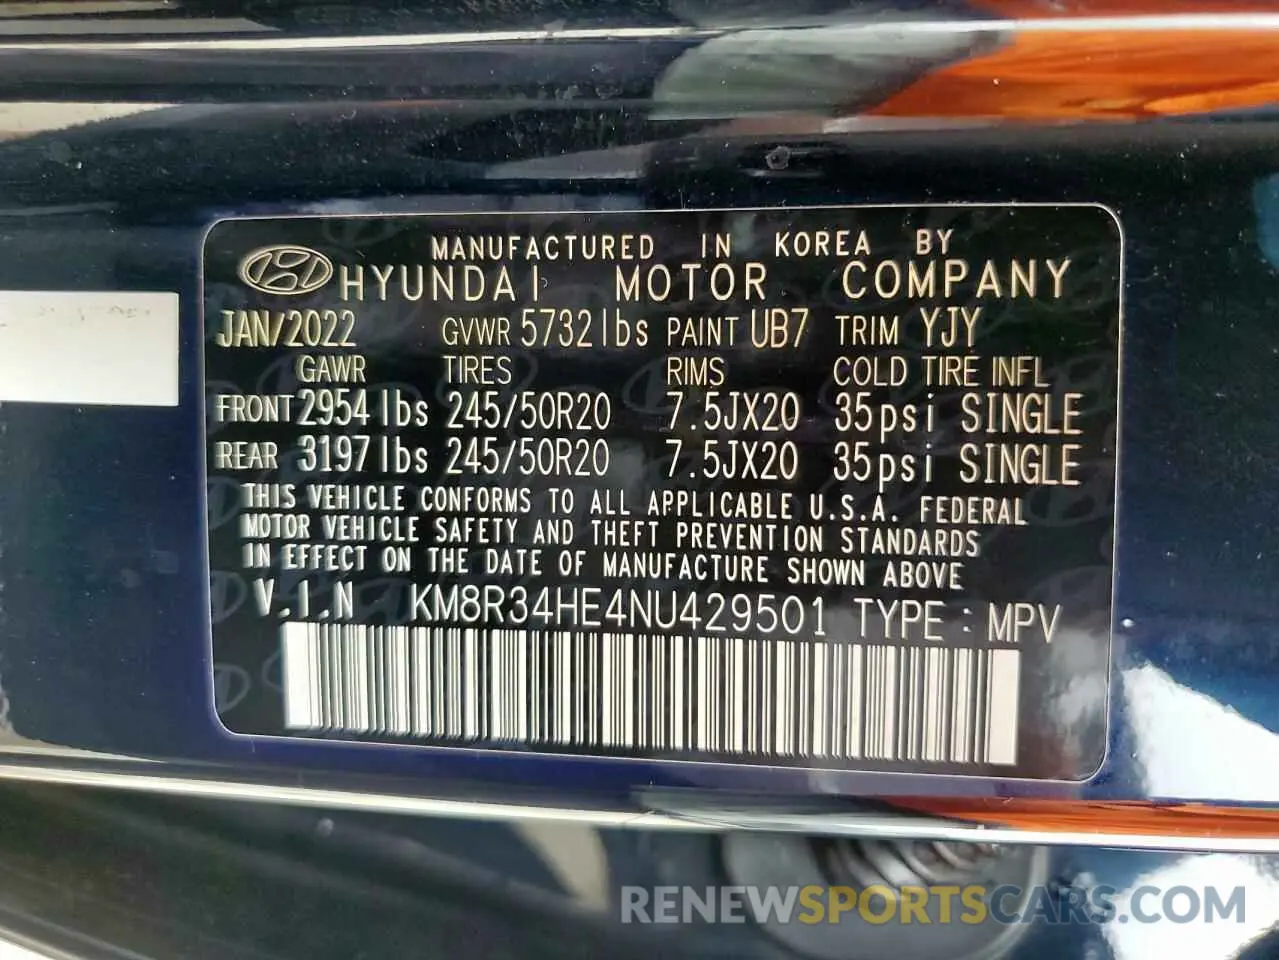 MANUFACTURED IN KOREA BY
HYUNDAI MOTOR COMPANY
JAN/2022 GVWR 5732lbs PAINT UB7 TRIM YJY
GAWR TIRES RIMS COLD TIRE INFL
FRONT 2954lbs 245/50R20 7.5JX20 35psi SINGLE
REAR 3197lbs 245/50R20 7.5JX20 35psi SINGLE
THIS VEHICLE CONFORMS TO ALL APPLICABLE U.S.A. FEDERAL
MOTOR VEHICLE SAFETY AND THEFT PREVENTION STANDARDS
IN EFFECT ON THE DATE OF MANUFACTURE SHOWN ABOVE
V.I.N KM8R34HE4NU429501 TYPE : MPV
RENEWSPORTSCARS.COM